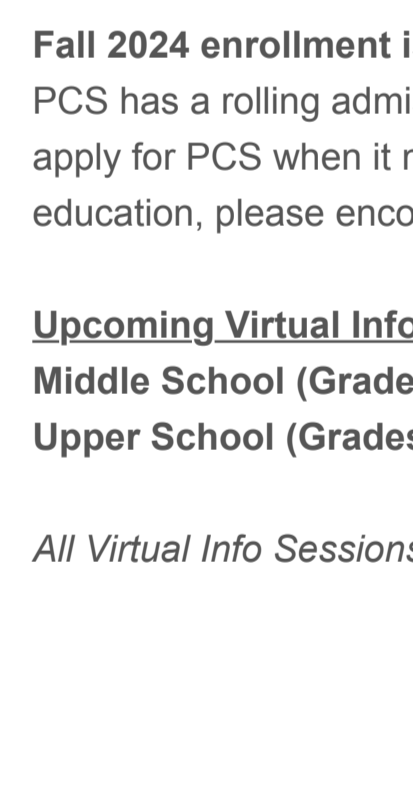 Fall 2024 enrollment i
PCS has a rolling admi
apply for PCS when it
education, please enco
Upcoming Virtual Info
Middle School (Grade
Upper School (Grades
All Virtual Info Sessions